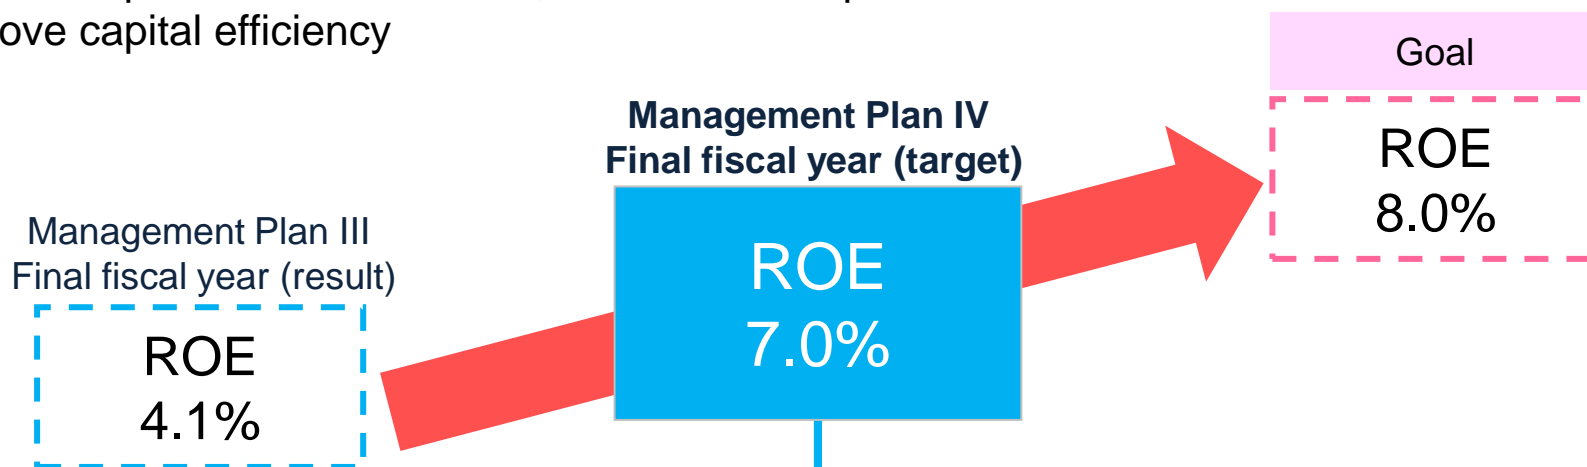 ove capital efficiency
Goal
Management Plan IV
Final fiscal year (target)
ROE
8.0%
Management Plan III
Final fiscal year (result)
ROE
7.0%
ROE
4.1%